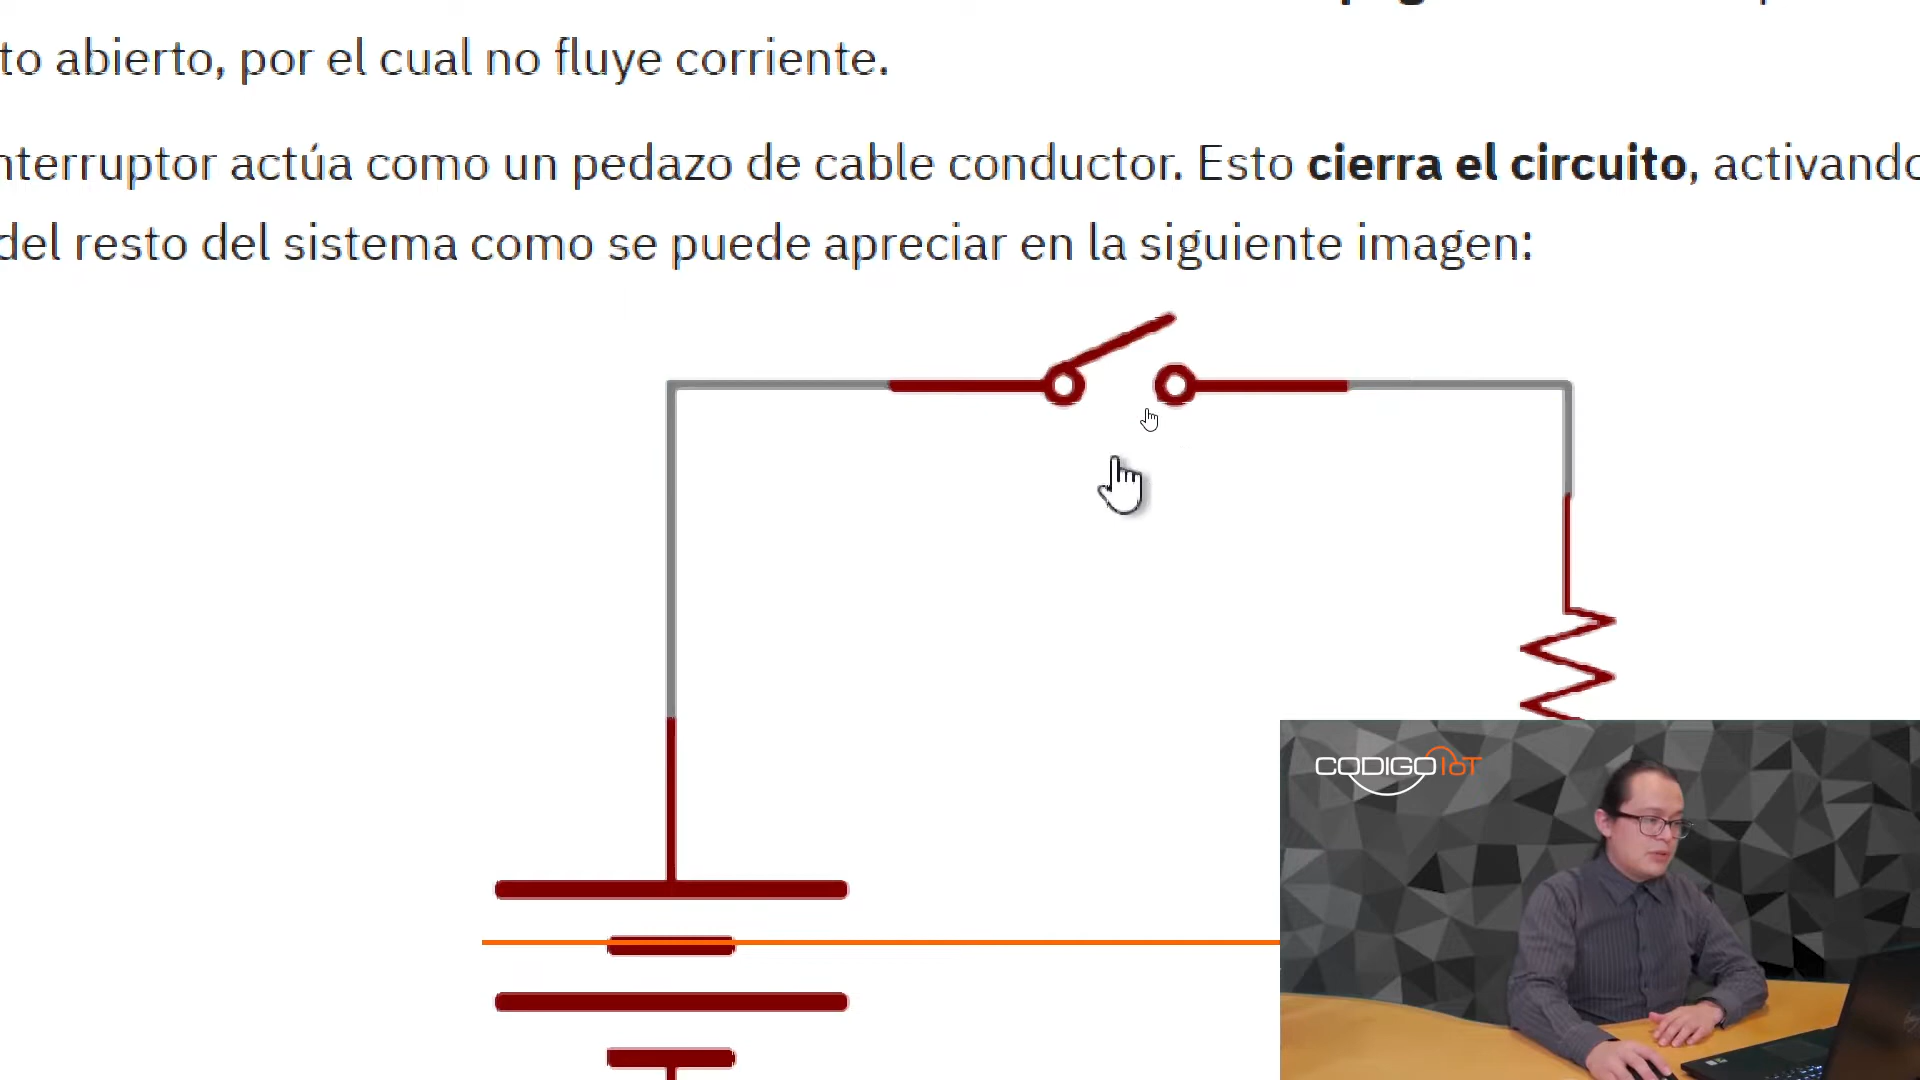 to abierto, por el cual no fluye corriente.
nterruptor actúa como un pedazo de cable conductor. Esto cierra el circuito, activando
del resto del sistema como se puede apreciar en la siguiente imagen:
CODIGO IoT